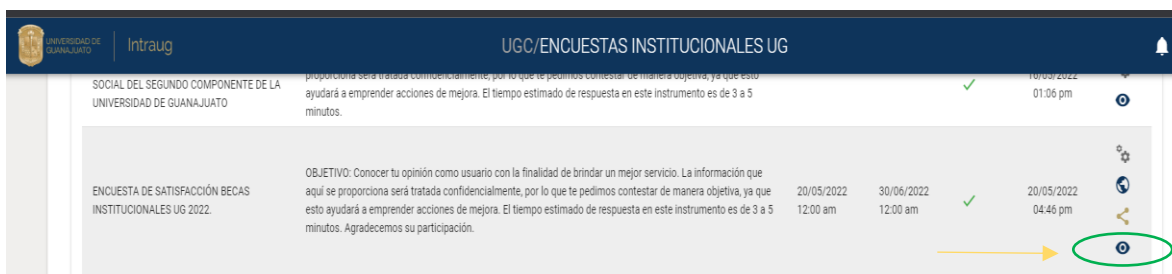 UNIVERSIDAD DE
GUANAJUATO
Intraug
UGC/ENCUESTAS INSTITUCIONALES UG
SOCIAL DEL SEGUNDO COMPONENTE DE LA
UNIVERSIDAD DE GUANAJUATO
proporciona será tratada confidencialmente, por lo que te pedimos contestar de manera objetiva, ya que esto
ayudará a emprender acciones de mejora. El tiempo estimado de respuesta en este instrumento es de 3 a 5
minutos.
16/03/2022
01:06 pm
ENCUESTA DE SATISFACCIÓN BECAS
INSTITUCIONALES UG 2022.
OBJETIVO: Conocer tu opinión como usuario con la finalidad de brindar un mejor servicio. La información que
aquí se proporciona será tratada confidencialmente, por lo que te pedimos contestar de manera objetiva, ya que
esto ayudará a emprender acciones de mejora. El tiempo estimado de respuesta en este instrumento es de 3 a 5
minutos. Agradecemos su participación.
20/05/2022
12:00 am
30/06/2022
12:00 am
20/05/2022
04:46 pm